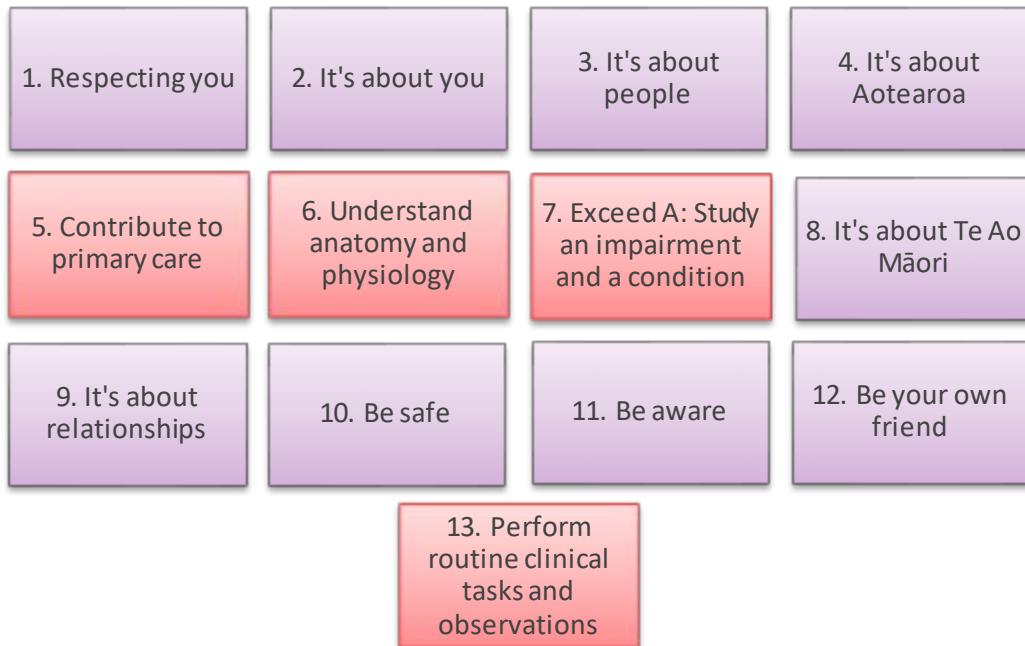 1. Respecting you
2. It's about you
3. It's about
people
4. It's about
Aotearoa
5. Contribute to
primary care
6. Understand
anatomy and
physiology
7. Exceed A: Study
an impairment
and a condition
8. It's about Te Ao
Māori
9. It's about
relationships
10. Be safe
11. Be aware
12. Be your own
friend
13. Perform
routine clinical
tasks and
observations